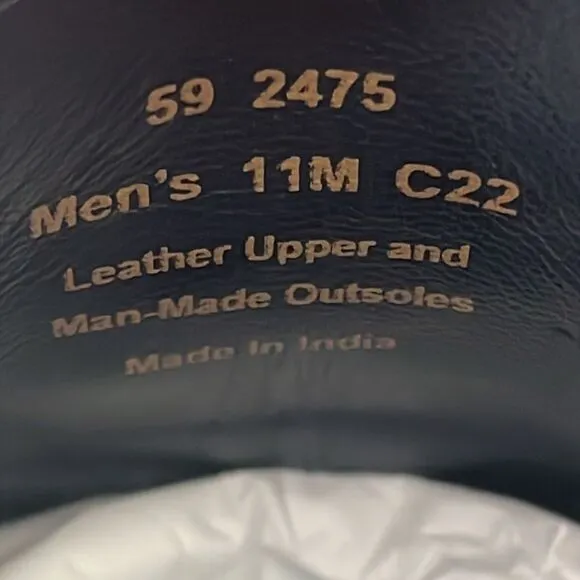 59 2475
Men's 11M C22
Leather Upper and
Man-Made Outsoles
Made In India